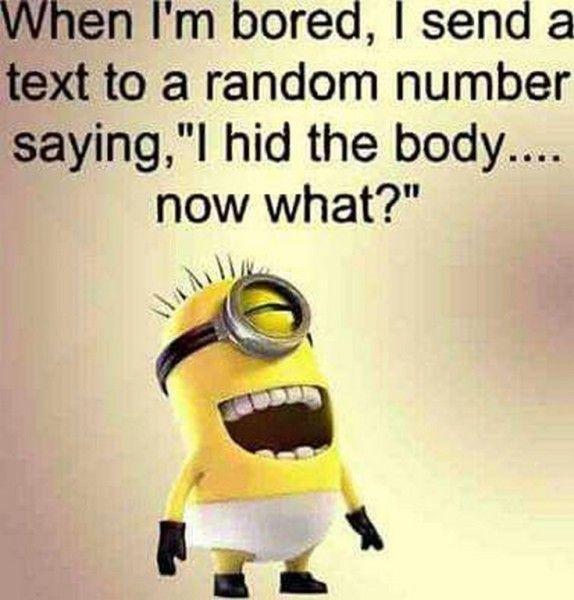 When I'm bored, I send a
text to a random number
saying,"I hid the body....
now what?"